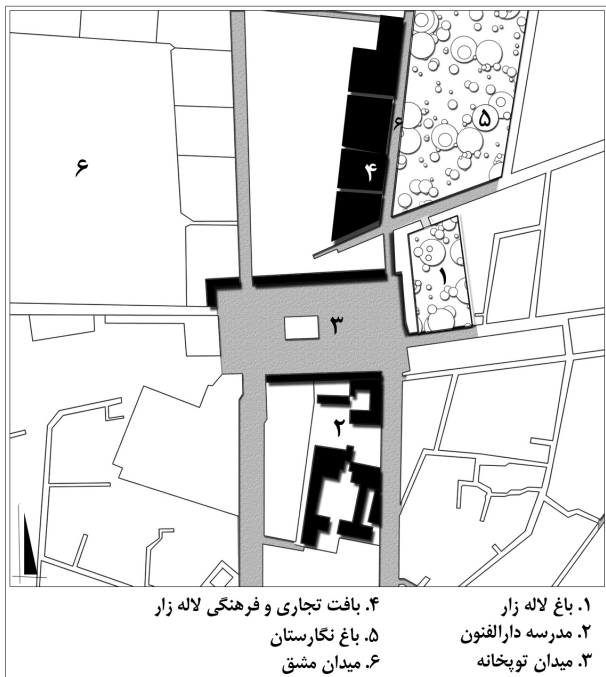 ۵
۶
۶
۴
۱
۳
۲
۱. باغ لاله زار
۲. مدرسه دارالفنون
۳. میدان توپخانه
۴. بافت تجاری و فرهنگی لاله زار
۵. باغ نگارستان
۶. میدان مشق